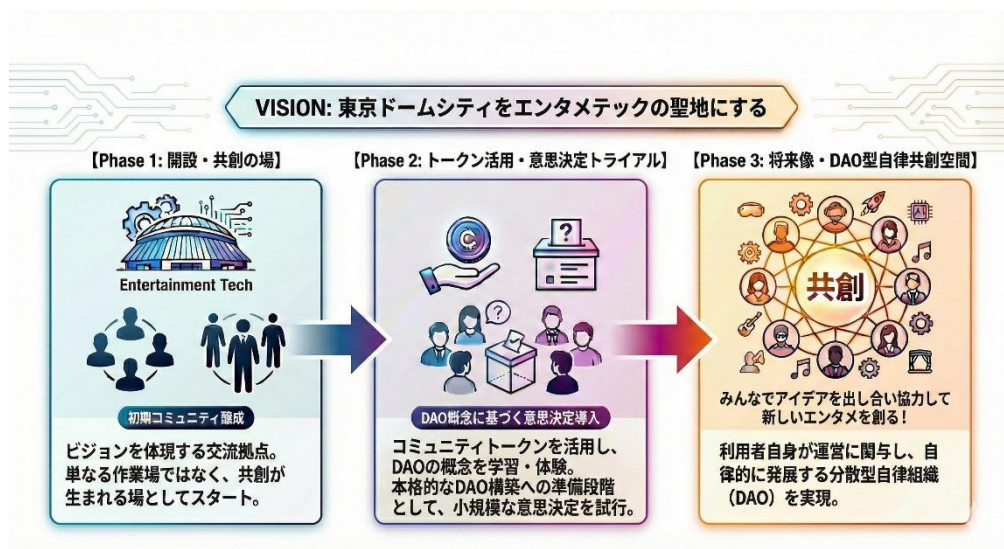 VISION: 東京ドームシティをエンタメテックの聖地にする
【Phase 1: 開設・共創の場】
Entertainment Tech
初期コミュニティ醸成
ビジョンを体現する交流拠点。
単なる作業場ではなく、共創が
生まれる場としてスタート。
【Phase 2: トークン活用・意思決定トライアル】
C
?
?
DAO概念に基づく意思決定導入
コミュニティトークンを活用し、
DAOの概念を学習・体験。
本格的なDAO構築への準備段階
として、小規模な意思決定を試行。
【Phase 3: 将来像・DAO型自律共創空間】
AI
共創
みんなでアイデアを出し合い協力して
新しいエンタメを創る!
利用者自身が運営に関与し、自
律的に発展する分散型自律組織
（DAO）を実現。